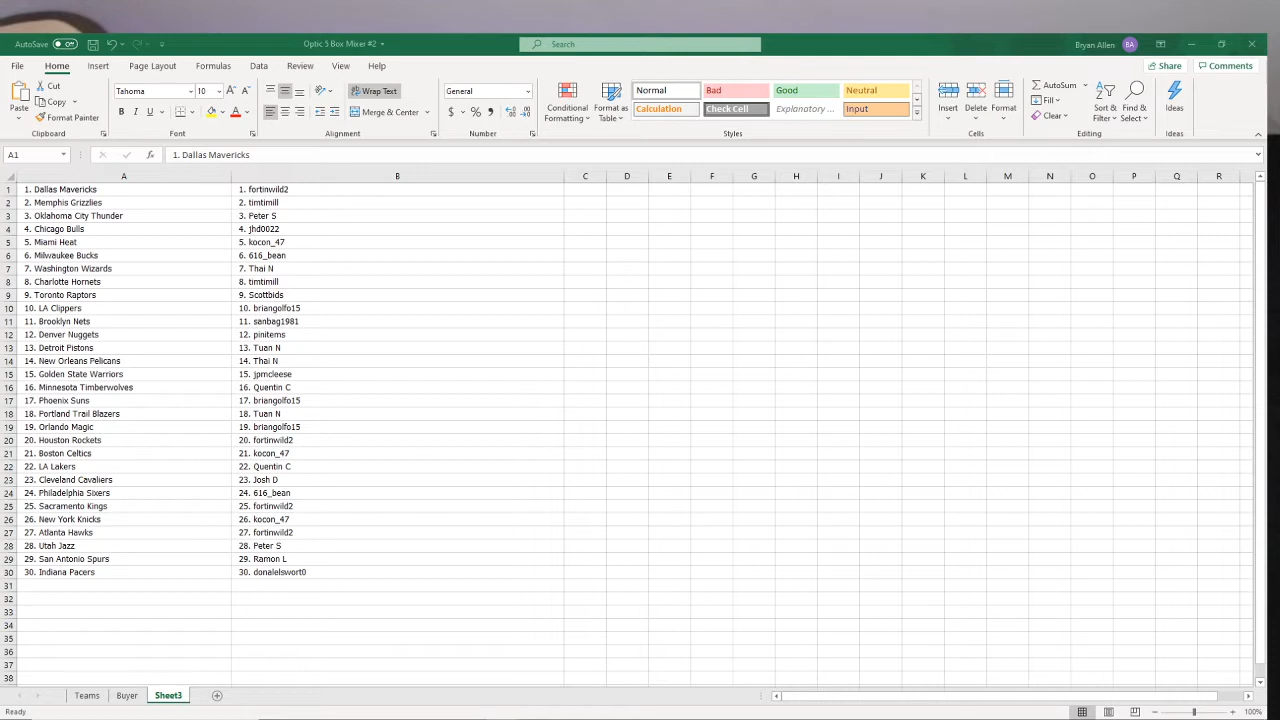 AutoSave Off Optic 5 Box Mixer #2 Search Bryan Allen BA
File Home Insert Page Layout Formulas Data Review View Help Share Comments
Paste Cut Copy Format Painter
Tahoma 10 Wrap Text General
B I U Merge & Center $ % ,
Conditional Formatting Format as Table
Normal Bad Good Neutral
Calculation Check Cell Explanatory ... Input
Insert Delete Format
AutoSum Fill Clear
Sort & Filter Find & Select Ideas
Clipboard Font Alignment Number Styles Cells Editing Ideas
A1 fx 1. Dallas Mavericks
A B C D E F G H I J K L M N O P Q R
1 1. Dallas Mavericks 1. fortinwild2
2 2. Memphis Grizzlies 2. timtimill
3 3. Oklahoma City Thunder 3. Peter S
4 4. Chicago Bulls 4. jhd0022
5 5. Miami Heat 5. kocon_47
6 6. Milwaukee Bucks 6. 616_bean
7 7. Washington Wizards 7. Thai N
8 8. Charlotte Hornets 8. timtimill
9 9. Toronto Raptors 9. Scottbids
10 10. LA Clippers 10. briangolfo15
11 11. Brooklyn Nets 11. sanbag1981
12 12. Denver Nuggets 12. pinitems
13 13. Detroit Pistons 13. Tuan N
14 14. New Orleans Pelicans 14. Thai N
15 15. Golden State Warriors 15. jpmcleese
16 16. Minnesota Timberwolves 16. Quentin C
17 17. Phoenix Suns 17. briangolfo15
18 18. Portland Trail Blazers 18. Tuan N
19 19. Orlando Magic 19. briangolfo15
20 20. Houston Rockets 20. fortinwild2
21 21. Boston Celtics 21. kocon_47
22 22. LA Lakers 22. Quentin C
23 23. Cleveland Cavaliers 23. Josh D
24 24. Philadelphia Sixers 24. 616_bean
25 25. Sacramento Kings 25. fortinwild2
26 26. New York Knicks 26. kocon_47
27 27. Atlanta Hawks 27. fortinwild2
28 28. Utah Jazz 28. Peter S
29 29. San Antonio Spurs 29. Ramon L
30 30. Indiana Pacers 30. donalelswort0
31
32
33
34
35
36
37
38
Teams Buyer Sheet3
Ready 100%